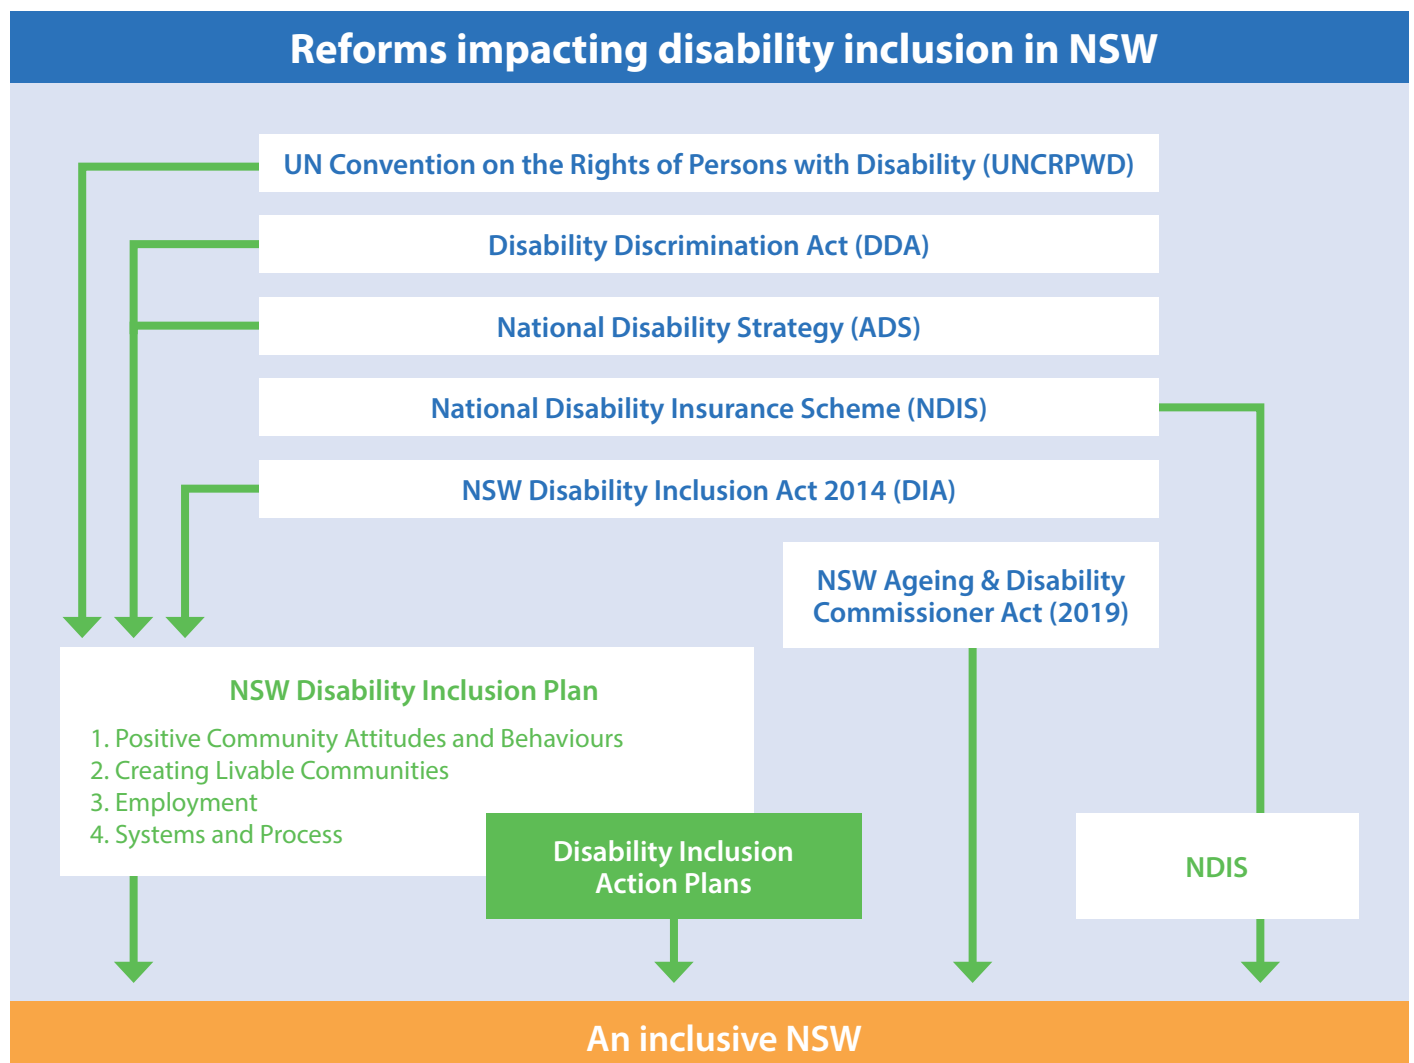 Reforms impacting disability inclusion in NSW
UN Convention on the Rights of Persons with Disability (UNCRPWD)
Disability Discrimination Act (DDA)
National Disability Strategy (ADS)
National Disability Insurance Scheme (NDIS)
NSW Disability Inclusion Act 2014 (DIA)
NSW Ageing & Disability
Commissioner Act (2019)
NSW Disability Inclusion Plan
1. Positive Community Attitudes and Behaviours
2. Creating Livable Communities
3. Employment
4. Systems and Process
Disability Inclusion
Action Plans
NDIS
An inclusive NSW